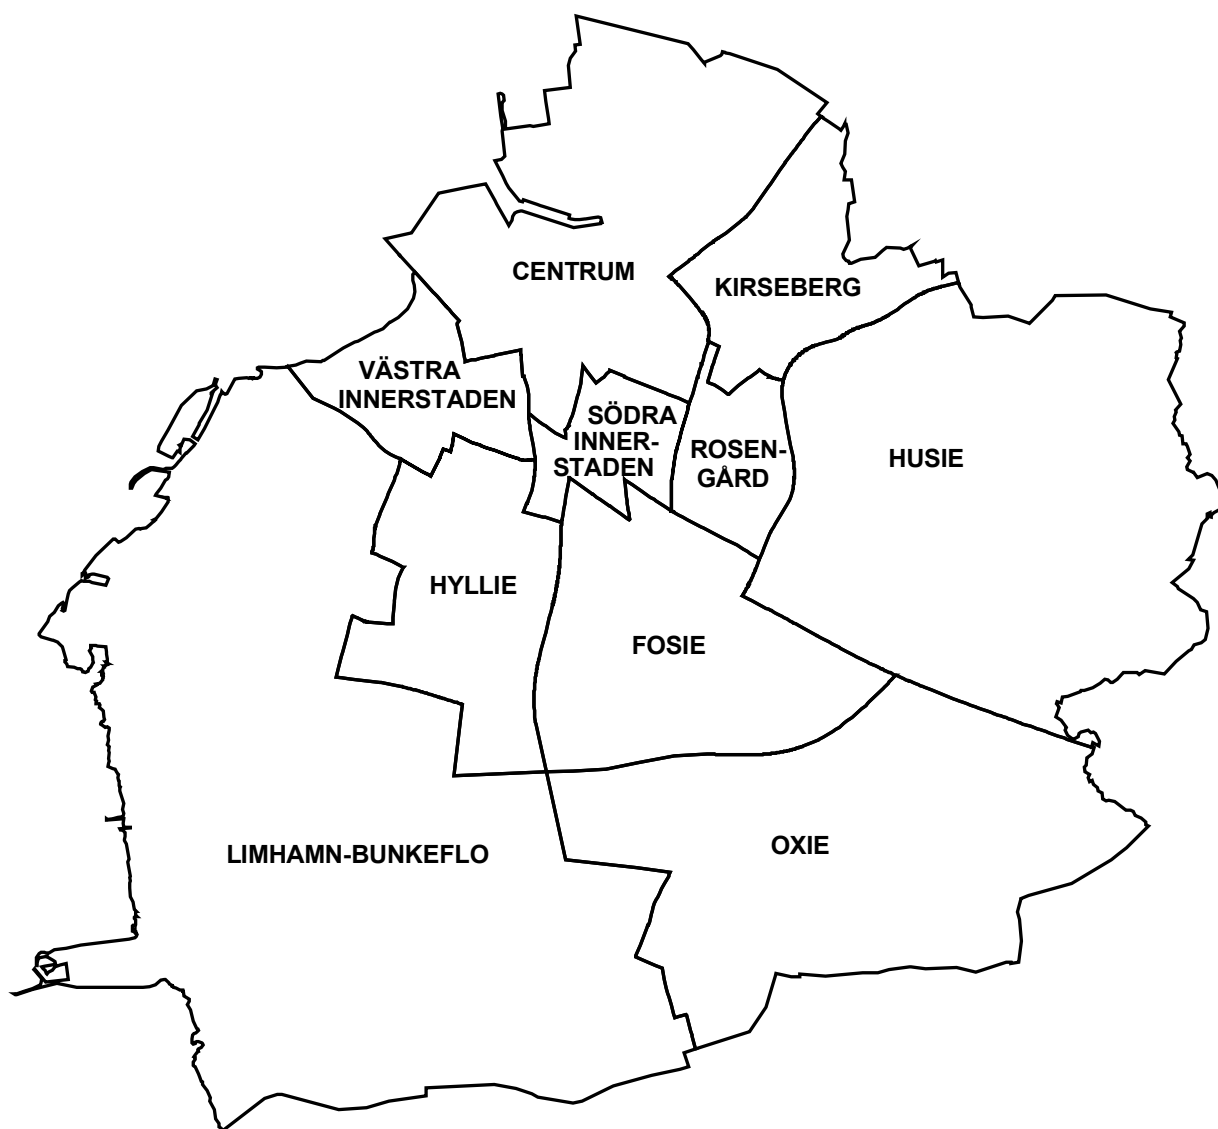 CENTRUM
KIRSEBERG
VÄSTRA
INNERSTADEN
SÖDRA
INNER-
STADEN
ROSEN-
GÅRD
HUSIE
HYLLIE
FOSIE
LIMHAMN-BUNKEFLO
OXIE